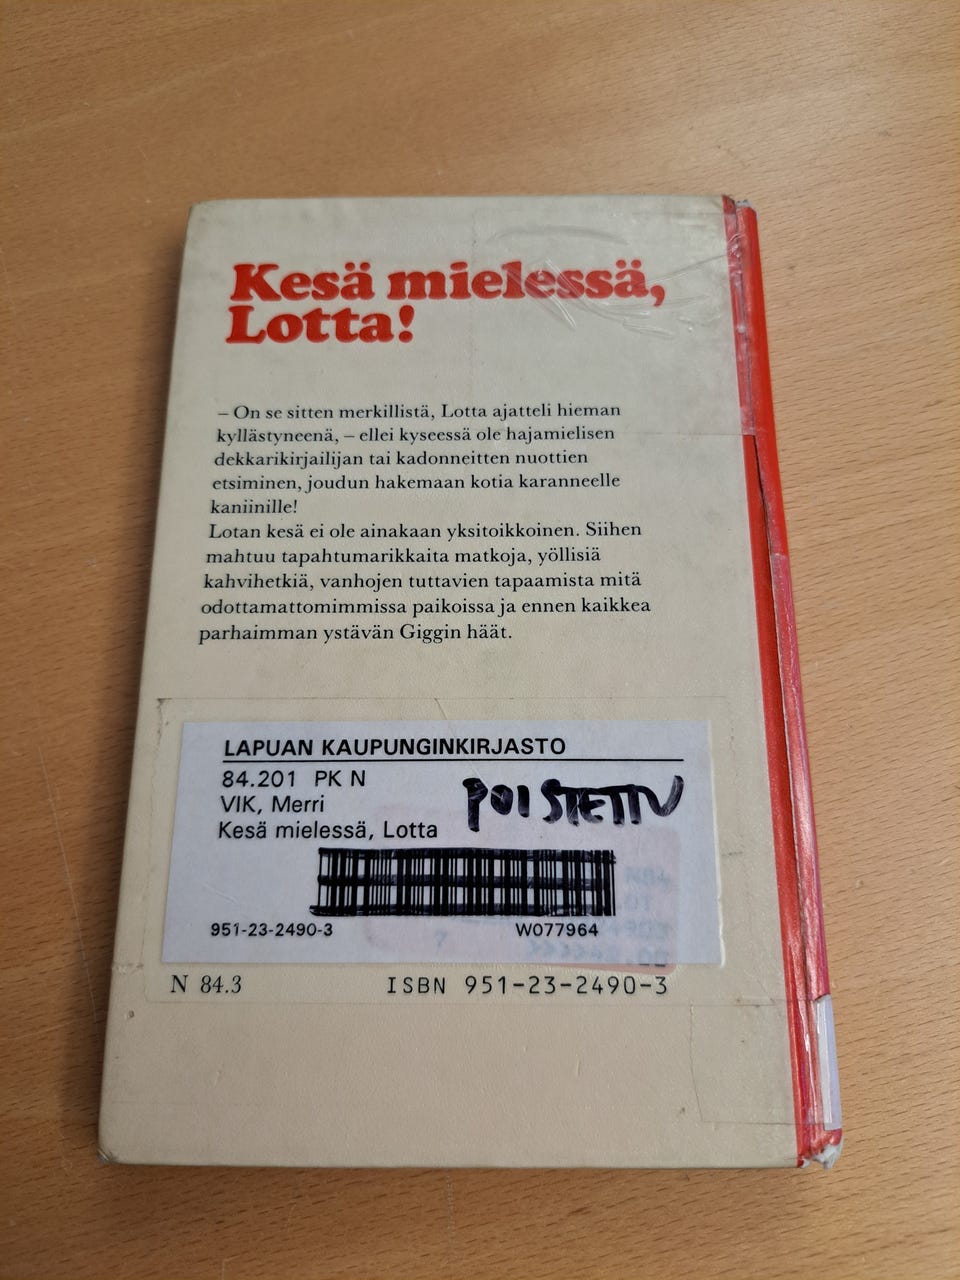 Kesä mielessä,
Lotta!
– On se sitten merkillistä, Lotta ajatteli hieman
kyllästyneenä, – ellei kyseessä ole hajamielisen
dekkarikirjailijan tai kadonneitten nuottien
etsiminen, joudun hakemaan kotia karanneelle
kaniinille!
Lotan kesä ei ole ainakaan yksitoikkoinen. Siihen
mahtuu tapahtumarikkaita matkoja, yöllisiä
kahvihetkiä, vanhojen tuttavien tapaamista mitä
odottamattomimmissa paikoissa ja ennen kaikkea
parhaimman ystävän Giggin häät.
LAPUAN KAUPUNGINKIRJASTO
84.201 PK N
VIK, Merri
POISTETTU
Kesä mielessä, Lotta
951-23-2490-3 W077964
7
N 84.3 ISBN 951-23-2490-3